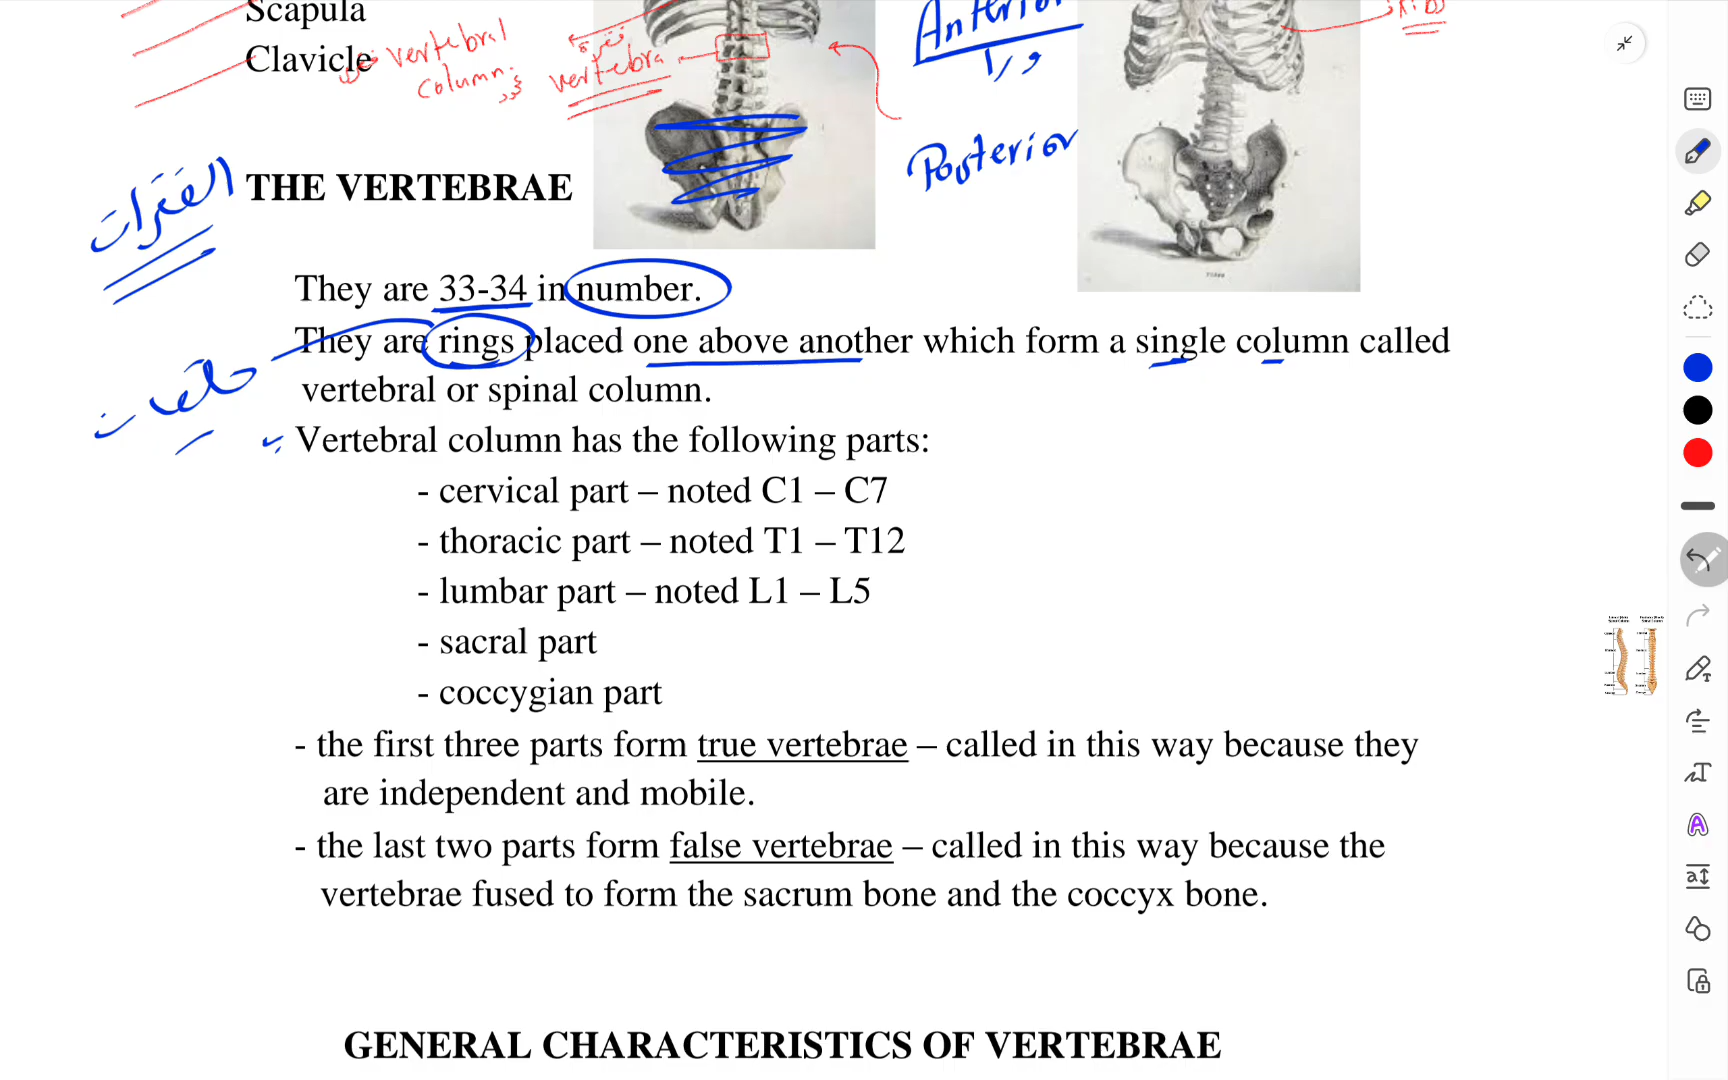 Scapula
Clavicle
vertebral
column
فقرة
vertebra
Anterior
ورا
Posterior
الفقرات
THE VERTEBRAE
They are 33-34 in number.
They are rings placed one above another which form a single column called
vertebral or spinal column.
حلقات
Vertebral column has the following parts:
- cervical part – noted C1 – C7
- thoracic part – noted T1 – T12
- lumbar part – noted L1 – L5
- sacral part
- coccygian part
- the first three parts form true vertebrae – called in this way because they
are independent and mobile.
- the last two parts form false vertebrae – called in this way because the
vertebrae fused to form the sacrum bone and the coccyx bone.
GENERAL CHARACTERISTICS OF VERTEBRAE